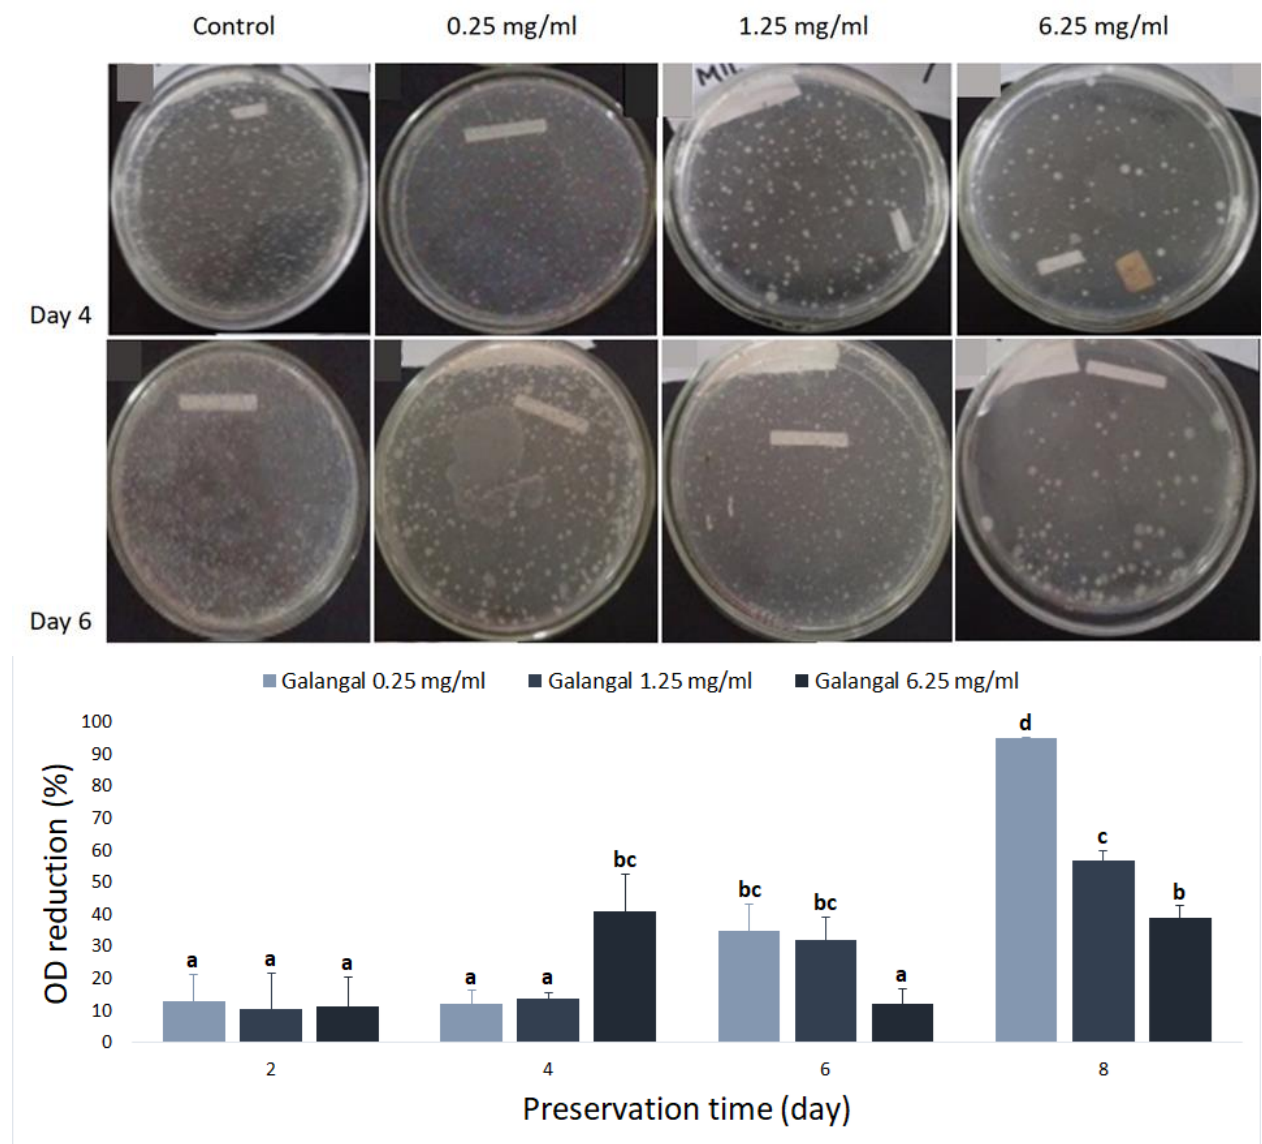 Control 0.25 mg/ml 1.25 mg/ml 6.25 mg/ml
Day 4
Day 6
Galangal 0.25 mg/ml Galangal 1.25 mg/ml Galangal 6.25 mg/ml
OD reduction (%)
100
90
80
70
60
50
40
30
20
10
0
a a a
a a bc
bc bc a
d c b
2 4 6 8
Preservation time (day)